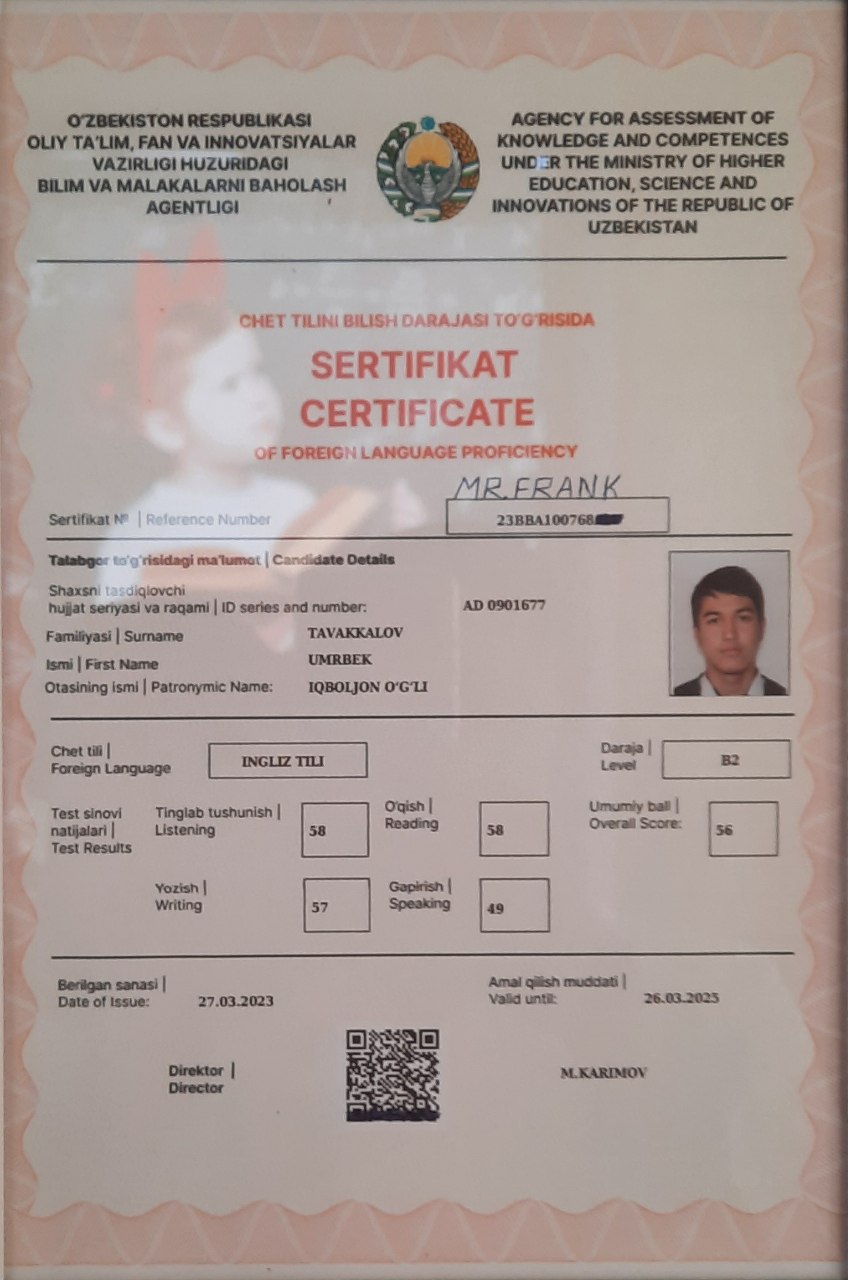 O'ZBEKISTON RESPUBLIKASI
OLIY TA'LIM, FAN VA INNOVATSIYALAR
VAZIRLIGI HUZURIDAGI
BILIM VA MALAKALARNI BAHOLASH
AGENTLIGI
AGENCY FOR ASSESSMENT OF
KNOWLEDGE AND COMPETENCES
UNDER THE MINISTRY OF HIGHER
EDUCATION, SCIENCE AND
INNOVATIONS OF THE REPUBLIC OF
UZBEKISTAN
CHET TILINI BILISH DARAJASI TO'G'RISIDA
SERTIFIKAT
CERTIFICATE
OF FOREIGN LANGUAGE PROFICIENCY
MR.FRANK
Sertifikat № | Reference Number 23BBA100768
Talabgor to'g'risidagi ma'lumot | Candidate Details
Shaxsni tasdiqlovchi
hujjat seriyasi va raqami | ID series and number: AD 0901677
Familiyasi | Surname TAVAKKALOV
Ismi | First Name UMRBEK
Otasining ismi | Patronymic Name: IQBOLJON O'G'LI
Chet tili |
Foreign Language
INGLIZ TILI
Daraja |
Level
B2
Test sinovi
natijalari |
Test Results
Tinglab tushunish |
Listening
58
O'qish |
Reading
58
Umumiy ball |
Overall Score:
56
Yozish |
Writing
57
Gapirish |
Speaking
49
Berilgan sanasi |
Date of Issue: 27.03.2023
Amal qilish muddati |
Valid until: 26.03.2025
Direktor |
Director
M.KARIMOV